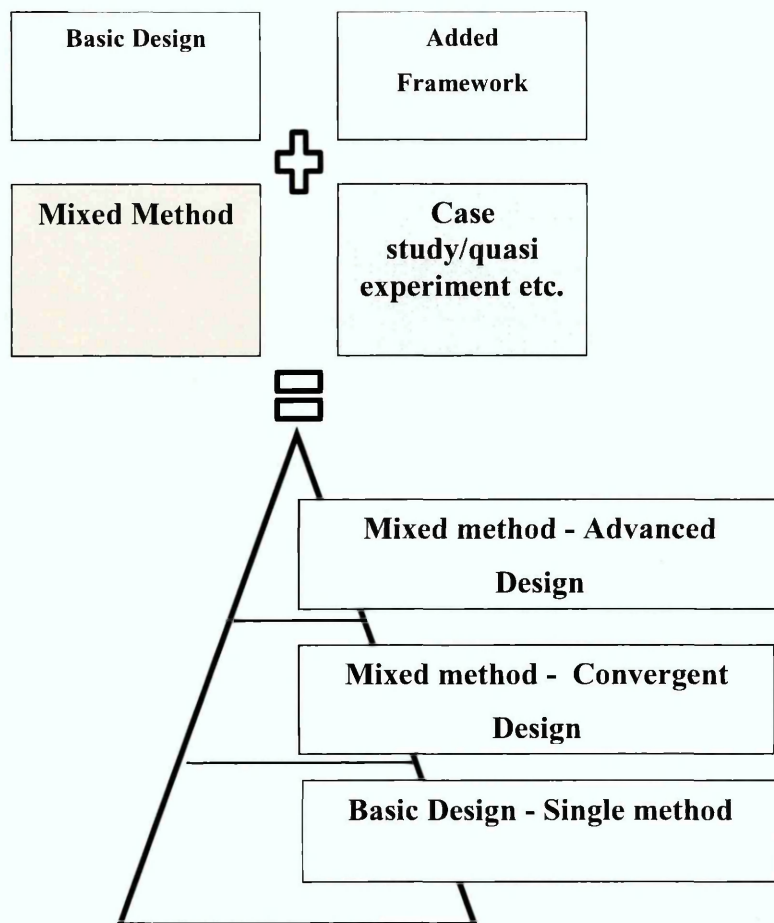 Basic Design
Added
Framework
Mixed Method
Case
study/quasi
experiment etc.
Mixed method - Advanced
Design
Mixed method - Convergent
Design
Basic Design - Single method